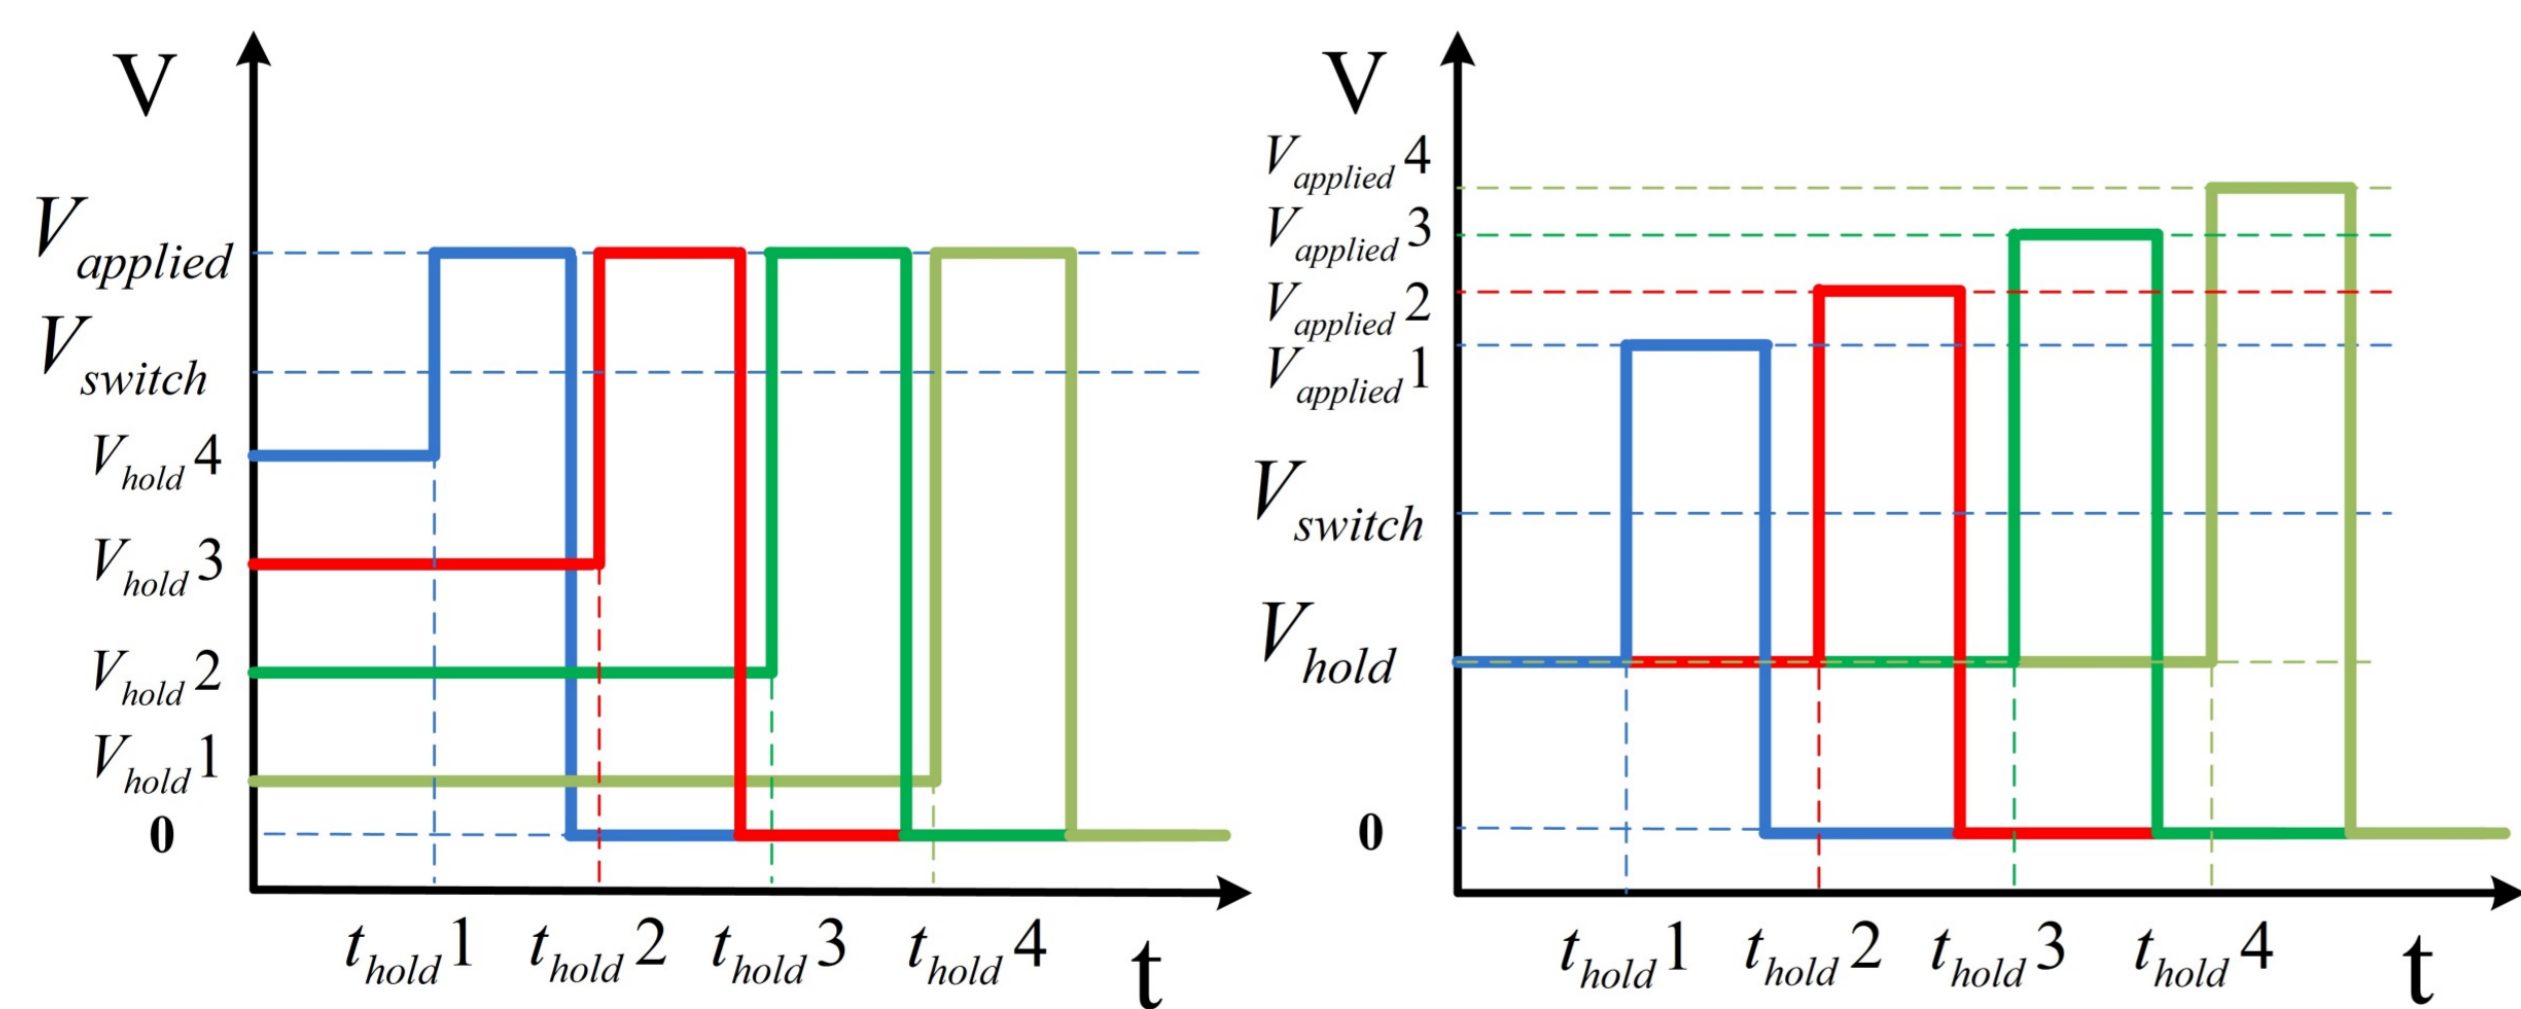 V
V applied
V switch
V hold 4
V hold 3
V hold 2
V hold 1
0
t hold 1 t hold 2 t hold 3 t hold 4 t
V
V applied 4
V applied 3
V applied 2
V applied 1
V switch
V hold
0
t hold 1 t hold 2 t hold 3 t hold 4 t